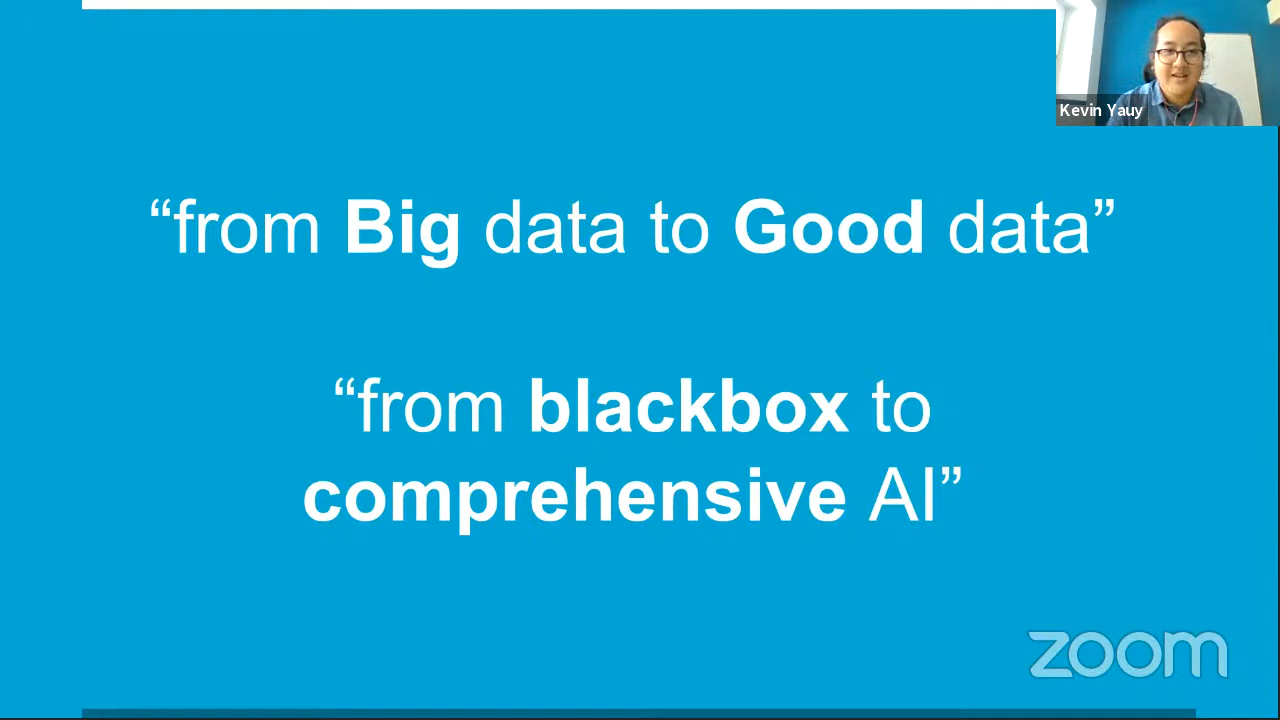 Kevin Yauy
“from Big data to Good data”
“from blackbox to
comprehensive AI”
zoom